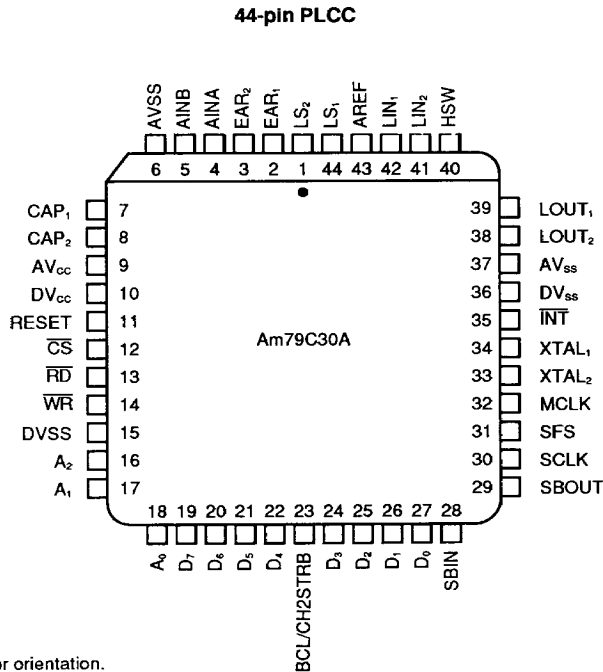 44-pin PLCC
AVSS AINB AINA EAR₂ EAR₁ LS₂ LS₁ AREF LIN₁ LIN₂ HSW
6 5 4 3 2 1 44 43 42 41 40
CAP₁ 7 39 LOUT₁
CAP₂ 8 38 LOUT₂
AVcc 9 37 AVss
DVcc 10 36 DVss
RESET 11 35 I̅N̅T̅
C̅S̅ 12 Am79C30A 34 XTAL₁
R̅D̅ 13 33 XTAL₂
W̅R̅ 14 32 MCLK
DVSS 15 31 SFS
A₂ 16 30 SCLK
A₁ 17 29 SBOUT
18 19 20 21 22 23 24 25 26 27 28
A₀ D₇ D₆ D₅ D₄ BCL/CH2STRB D₃ D₂ D₁ D₀ SBIN
or orientation.